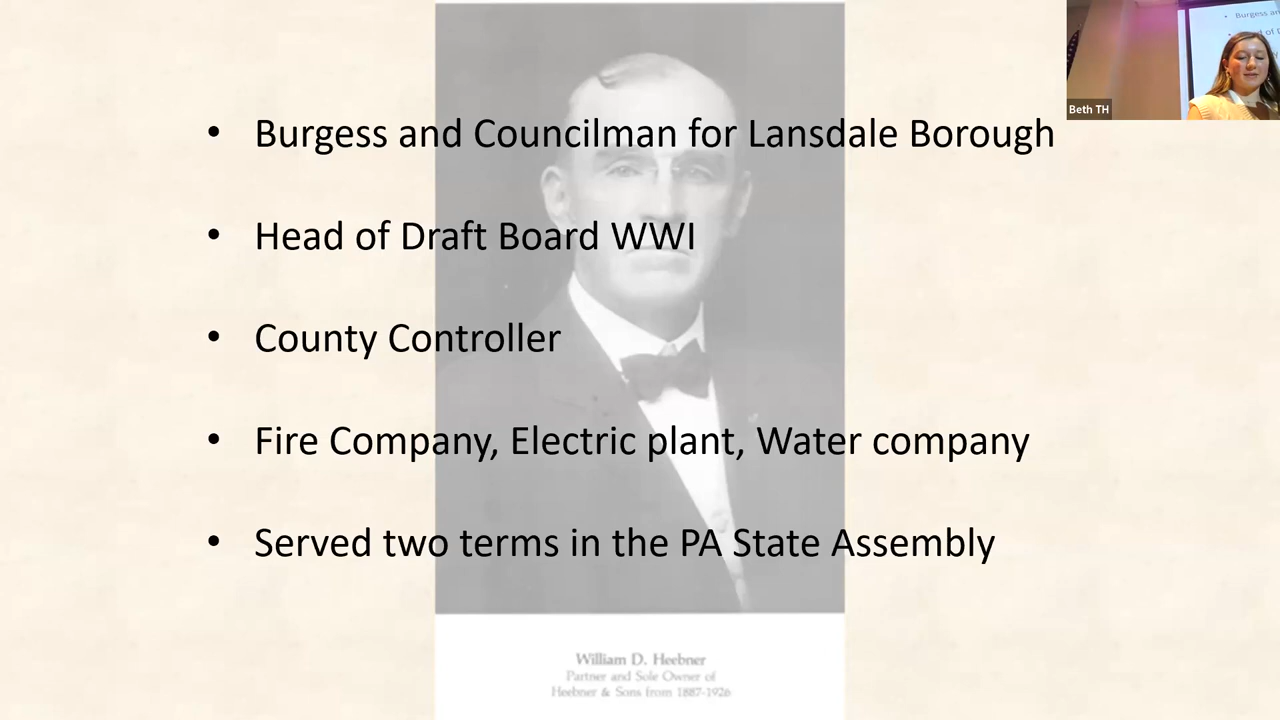 • Burgess and Councilman for Lansdale Borough
• Head of Draft Board WWI
• County Controller
• Fire Company, Electric plant, Water company
• Served two terms in the PA State Assembly
William D. Heebner
Partner and Sole Owner of
Heebner & Sons from 1887-1926
Beth TH
• Burgess an